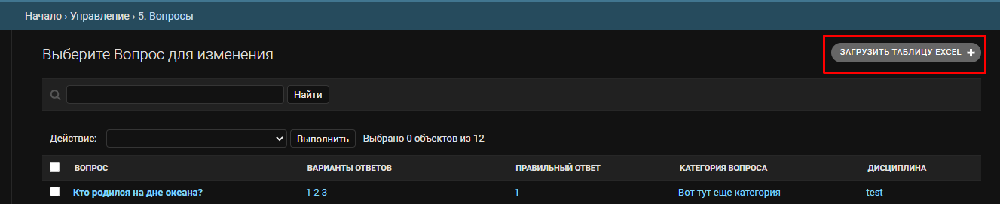 Начало › Управление › 5. Вопросы
Выберите Вопрос для изменения
ЗАГРУЗИТЬ ТАБЛИЦУ EXCEL +
Найти
Действие: --------- Выполнить Выбрано 0 объектов из 12
ВОПРОС ВАРИАНТЫ ОТВЕТОВ ПРАВИЛЬНЫЙ ОТВЕТ КАТЕГОРИЯ ВОПРОСА ДИСЦИПЛИНА
Кто родился на дне океана? 1 2 3 1 Вот тут еще категория test